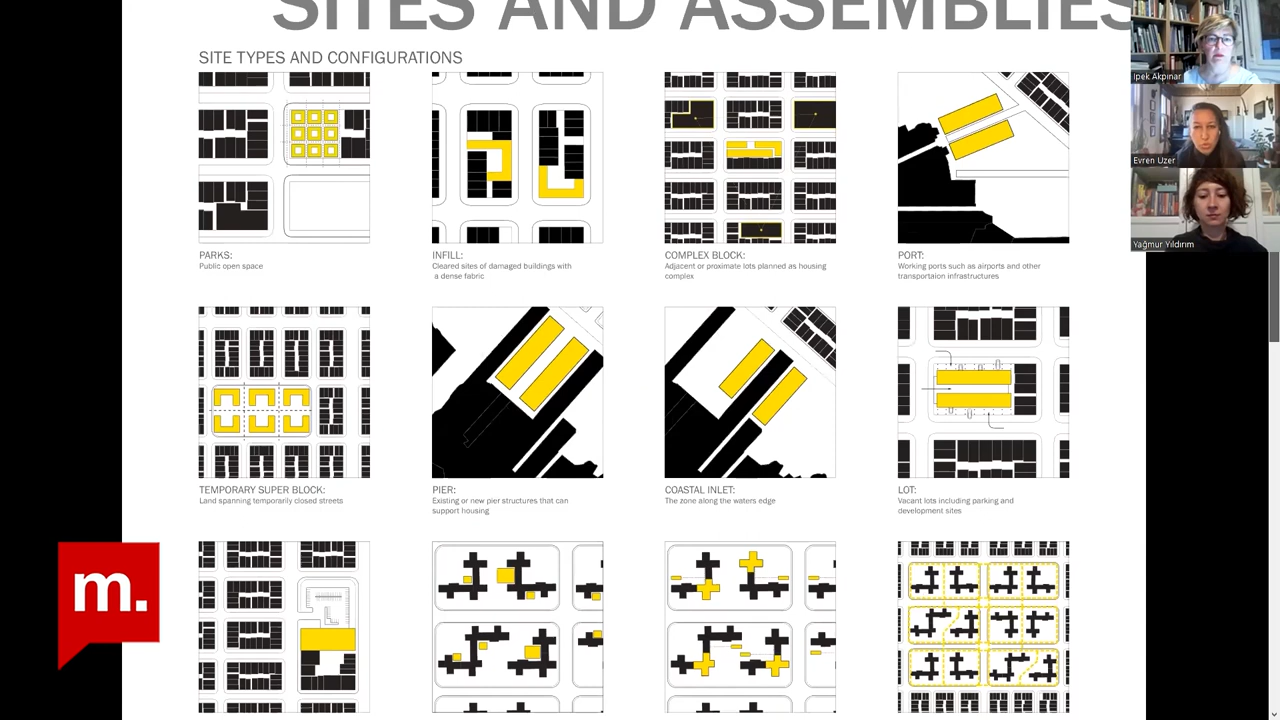 SITES AND ASSEMBLIES
SITE TYPES AND CONFIGURATIONS
PARKS:
Public open space
INFILL:
Cleared sites of damaged buildings with
a dense fabric
COMPLEX BLOCK:
Adjacent or proximate lots planned as housing
complex
PORT:
Working ports such as airports and other
transportaion infrastructures
TEMPORARY SUPER BLOCK:
Land spanning temporarily closed streets
PIER:
Existing or new pier structures that can
support housing
COASTAL INLET:
The zone along the waters edge
LOT:
Vacant lots including parking and
development sites
Ipek Akpınar
Evren Uzer
Yağmur Yıldırım
m.